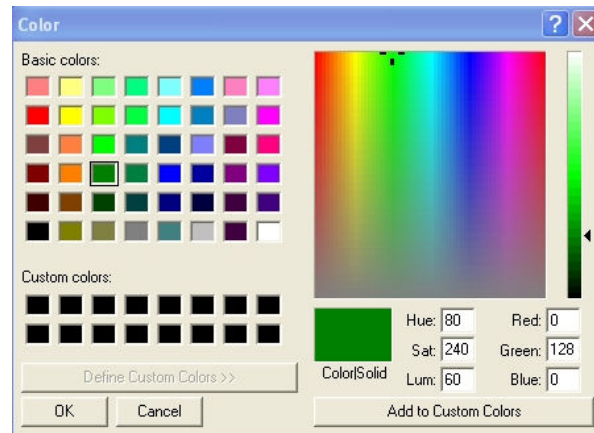 Color
Basic colors:
Custom colors:
Define Custom Colors >>
OK Cancel
Color|Solid
Hue: 80 Red: 0
Sat: 240 Green: 128
Lum: 60 Blue: 0
Add to Custom Colors